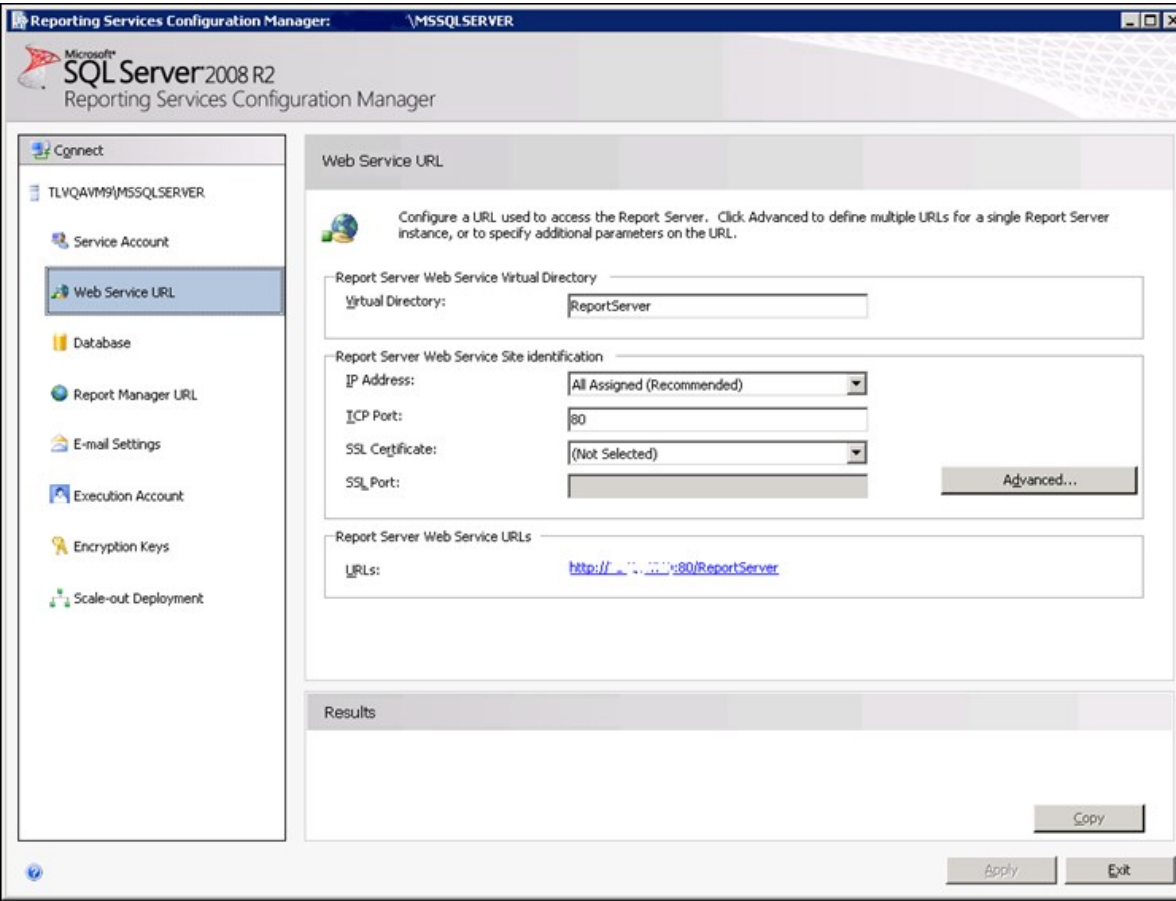 Reporting Services Configuration Manager: \MSSQLSERVER
Microsoft®
SQL Server 2008 R2
Reporting Services Configuration Manager
Connect
TLVQAVM9\MSSQLSERVER
Service Account
Web Service URL
Database
Report Manager URL
E-mail Settings
Execution Account
Encryption Keys
Scale-out Deployment
Web Service URL
Configure a URL used to access the Report Server. Click Advanced to define multiple URLs for a single Report Server
instance, or to specify additional parameters on the URL.
Report Server Web Service Virtual Directory
Virtual Directory: ReportServer
Report Server Web Service Site identification
IP Address: All Assigned (Recommended)
TCP Port: 80
SSL Certificate: (Not Selected)
SSL Port:
Advanced...
Report Server Web Service URLs
URLs: http:// :80/ReportServer
Results
Copy
Apply Exit